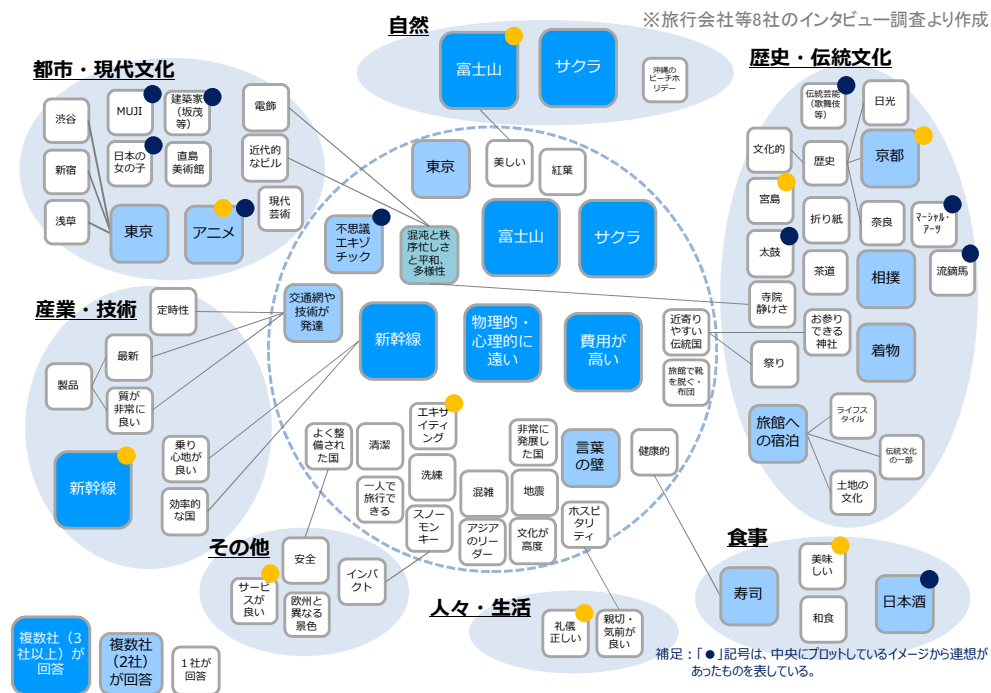 ※旅行会社等8社のインタビュー調査より作成
自然
富士山
サクラ
沖縄の
ビーチホ
リデー
都市・現代文化
渋谷
MUJI
建築家
（坂茂
等）
電飾
新宿
日本の
女の子
直島
美術館
近代的
なビル
浅草
東京
アニメ
現代
芸術
歴史・伝統文化
伝統芸能
（歌舞伎
等）
日光
文化的
歴史
京都
宮島
折り紙
奈良
マーシャル・
アーツ
太鼓
茶道
相撲
流鏑馬
寺院
静けさ
お参り
できる
神社
祭り
着物
旅館へ
の宿泊
ライフス
タイル
伝統文化
の一部
土地の
文化
東京
美しい
紅葉
不思議
エキゾ
チック
混沌と秩
序忙しさ
と平和、
多様性
富士山
サクラ
交通網や
技術が
発達
新幹線
物理的・
心理的に
遠い
費用が
高い
近寄り
やすい
伝統国
旅館で靴
を脱ぐ・
布団
エキサ
イティ
ング
よく整
備された
国
清潔
洗練
非常に
発展し
た国
言葉
の壁
健康的
一人で
旅行で
きる
混雑
地震
スノー
モン
キー
アジア
のリー
ダー
文化が
高度
ホスピ
タリ
ティ
産業・技術
定時性
最新
製品
質が
非常に
良い
乗り
心地が
良い
新幹線
効率的
な国
その他
安全
サービ
スが
良い
欧州と
異なる
景色
インパ
クト
人々・生活
礼儀
正しい
親切・
気前が
良い
食事
寿司
美味
しい
和食
日本酒
複数社（3
社以上）が
回答
複数社
（2社）
が回答
１社が
回答
補足：「●」記号は、中央にプロットしているイメージから連想が
あったものを表している。